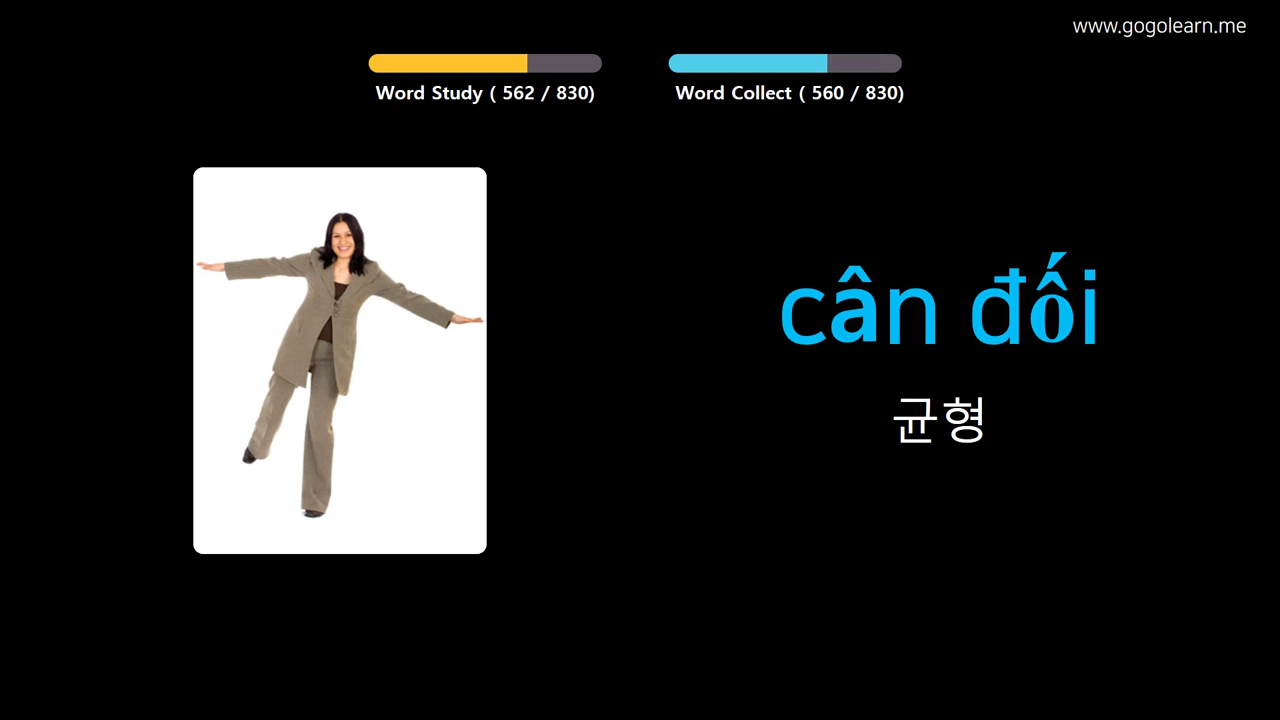 www.gogolearn.me
Word Study ( 562 / 830)
Word Collect ( 560 / 830)
cân đối
균형